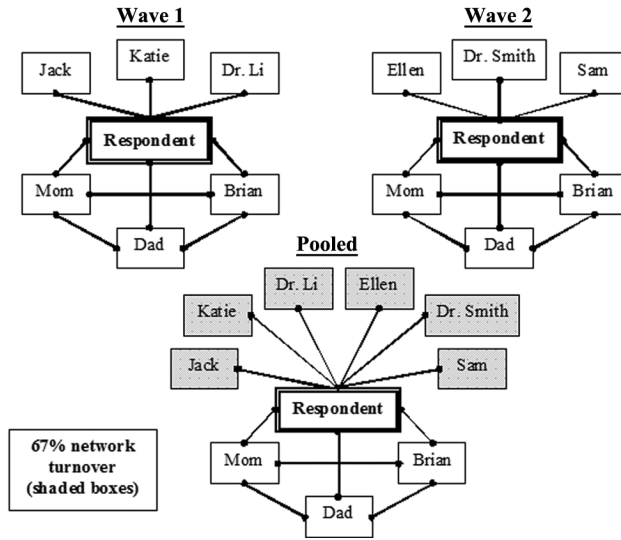 Wave 1
Jack
Katie
Dr. Li
Respondent
Mom
Brian
Dad
Wave 2
Ellen
Dr. Smith
Sam
Respondent
Mom
Brian
Dad
Pooled
Dr. Li
Ellen
Katie
Dr. Smith
Jack
Sam
Respondent
Mom
Brian
Dad
67% network
turnover
(shaded boxes)